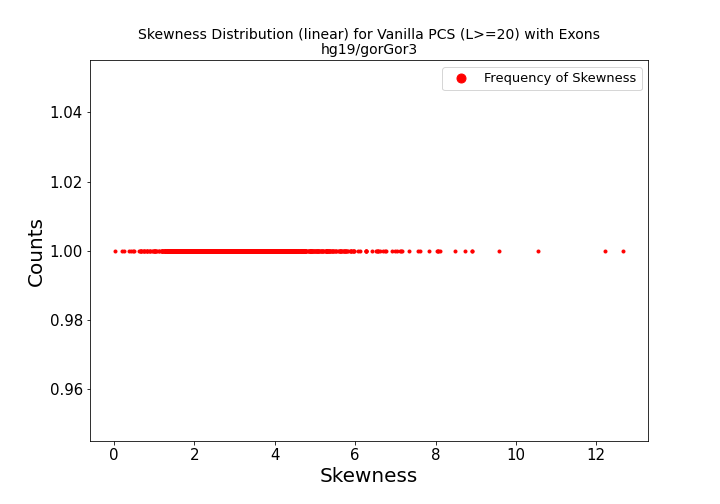 Skewness Distribution (linear) for Vanilla PCS (L>=20) with Exons
hg19/gorGor3
Frequency of Skewness
1.04
1.02
1.00
0.98
0.96
Counts
0 2 4 6 8 10 12
Skewness